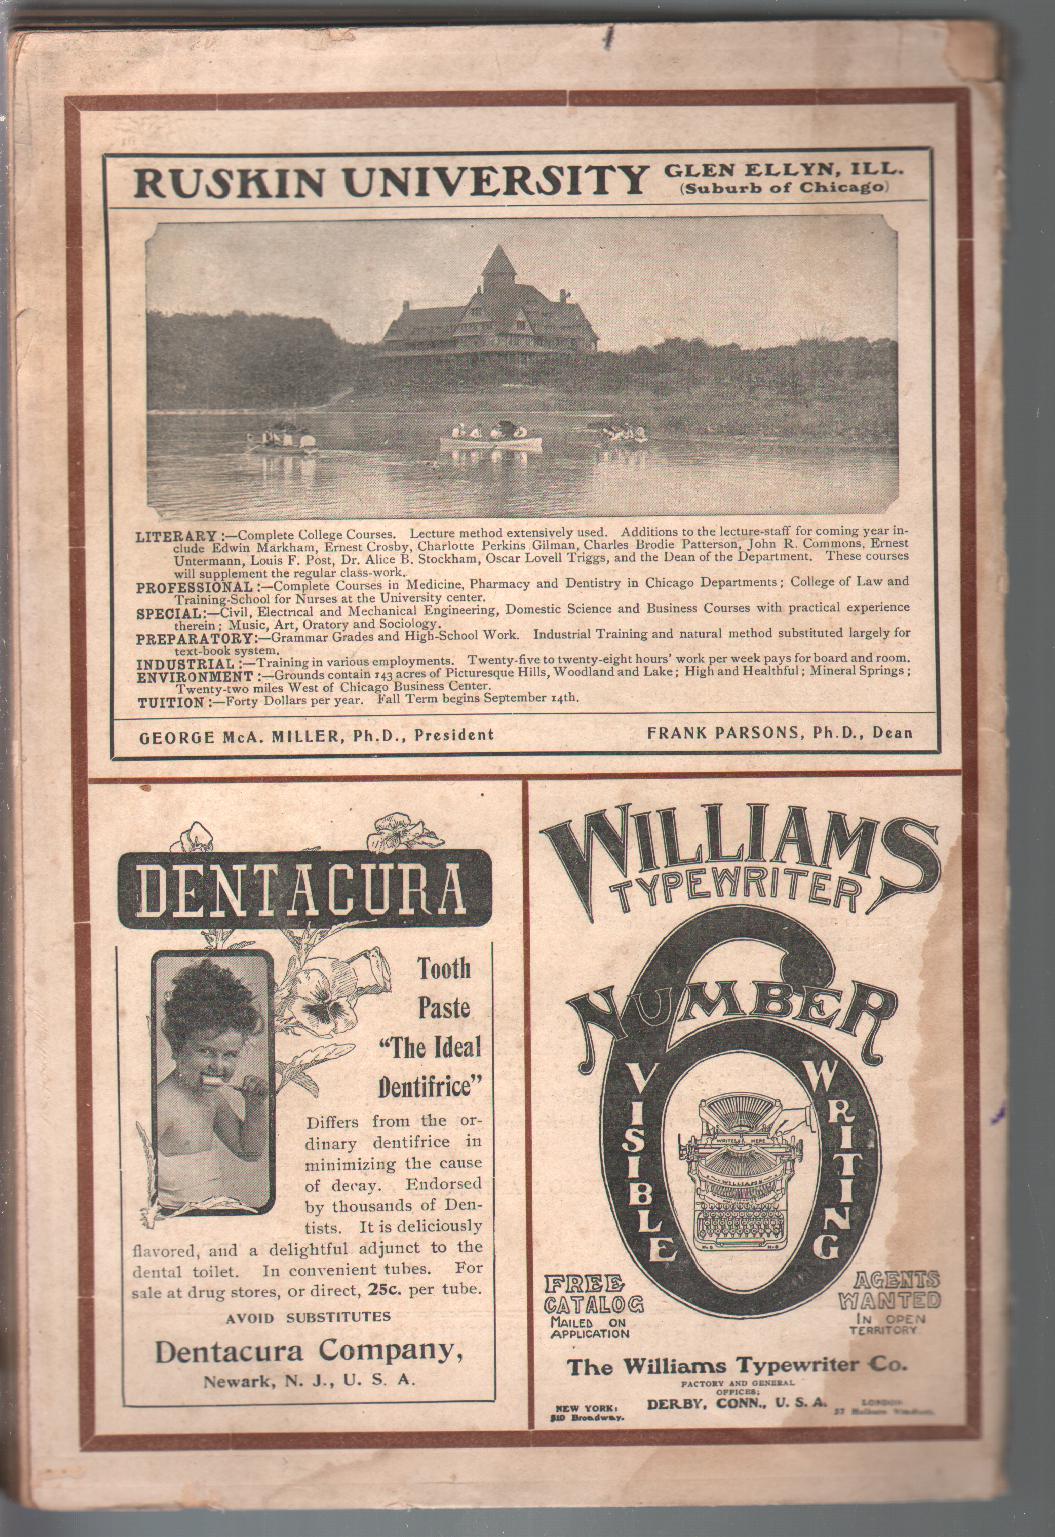 RUSKIN UNIVERSITY GLEN ELLYN, ILL.
(Suburb of Chicago)
LITERARY :—Complete College Courses. Lecture method extensively used. Additions to the lecture-staff for coming year in-
clude Edwin Markham, Ernest Crosby, Charlotte Perkins Gilman, Charles Brodie Patterson, John R. Commons, Ernest
Untermann, Louis F. Post, Dr. Alice B. Stockham, Oscar Lovell Triggs, and the Dean of the Department. These courses
will supplement the regular class-work.
PROFESSIONAL :—Complete Courses in Medicine, Pharmacy and Dentistry in Chicago Departments; College of Law and
Training-School for Nurses at the University center.
SPECIAL:—Civil, Electrical and Mechanical Engineering, Domestic Science and Business Courses with practical experience
therein; Music, Art, Oratory and Sociology.
PREPARATORY:—Grammar Grades and High-School Work. Industrial Training and natural method substituted largely for
text-book system.
INDUSTRIAL :—Training in various employments. Twenty-five to twenty-eight hours' work per week pays for board and room.
ENVIRONMENT :—Grounds contain 143 acres of Picturesque Hills, Woodland and Lake; High and Healthful; Mineral Springs;
Twenty-two miles West of Chicago Business Center.
TUITION :—Forty Dollars per year. Fall Term begins September 14th.
GEORGE McA. MILLER, Ph.D., President FRANK PARSONS, Ph.D., Dean
DENTACURA
Tooth
Paste
"The Ideal
Dentifrice"
Differs from the or-
dinary dentifrice in
minimizing the cause
of decay. Endorsed
by thousands of Den-
tists. It is deliciously
flavored, and a delightful adjunct to the
dental toilet. In convenient tubes. For
sale at drug stores, or direct, 25c. per tube.
AVOID SUBSTITUTES
Dentacura Company,
Newark, N. J., U. S. A.
WILLIAMS
TYPEWRITER
NUMBER
6
VISIBLE
WRITING
WRITES HERE
WILLIAMS
No. 6 No. 6
FREE
CATALOG
MAILED ON
APPLICATION
AGENTS
WANTED
IN OPEN
TERRITORY
The Williams Typewriter Co.
FACTORY AND GENERAL
OFFICES;
DERBY, CONN., U. S. A.
NEW YORK:
310 Broadway.
LONDON
57 Holborn Viaduct.